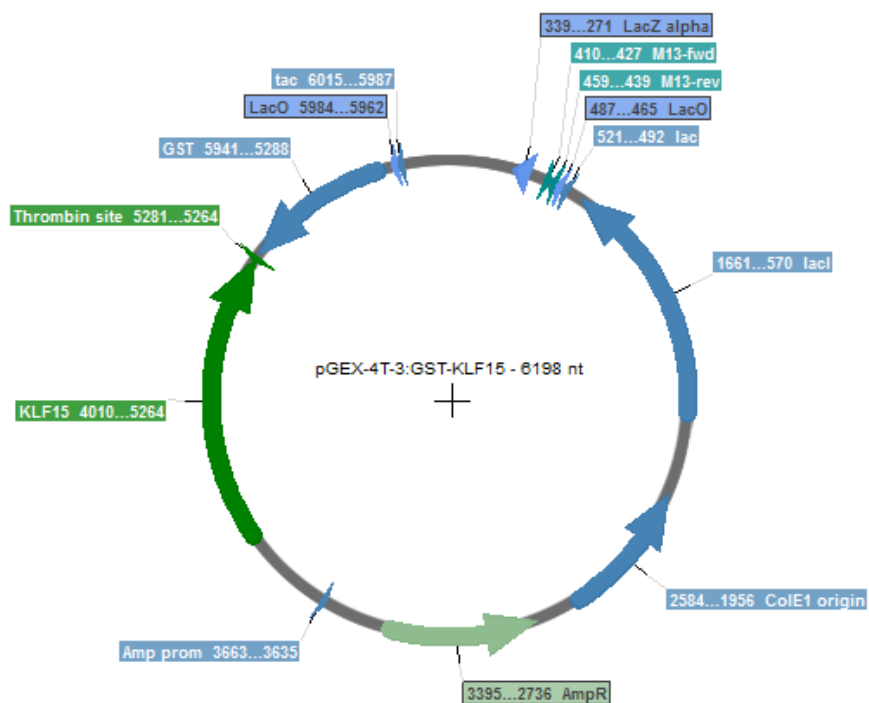 339...271 LacZ alpha
410...427 M13-fwd
tac 6015...5987
459...439 M13-rev
LacO 5984...5962
487...465 LacO
521...492 lac
GST 5941...5288
Thrombin site 5281...5264
1661...570 lacI
pGEX-4T-3:GST-KLF15 - 6198 nt
KLF15 4010...5264
2584...1956 ColE1 origin
Amp prom 3663...3635
3395...2736 AmpR